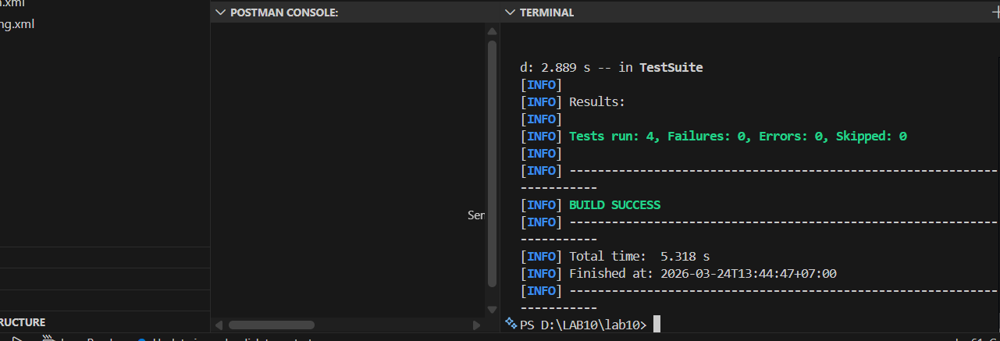 ng.xml
RUCTURE
POSTMAN CONSOLE:
Ser
TERMINAL
d: 2.889 s -- in TestSuite
[INFO]
[INFO] Results:
[INFO]
[INFO] Tests run: 4, Failures: 0, Errors: 0, Skipped: 0
[INFO]
[INFO] -------------------------------------------------------------
-----------
[INFO] BUILD SUCCESS
[INFO] -------------------------------------------------------------
-----------
[INFO] Total time:  5.318 s
[INFO] Finished at: 2026-03-24T13:44:47+07:00
[INFO] -------------------------------------------------------------
-----------
PS D:\LAB10\lab10>